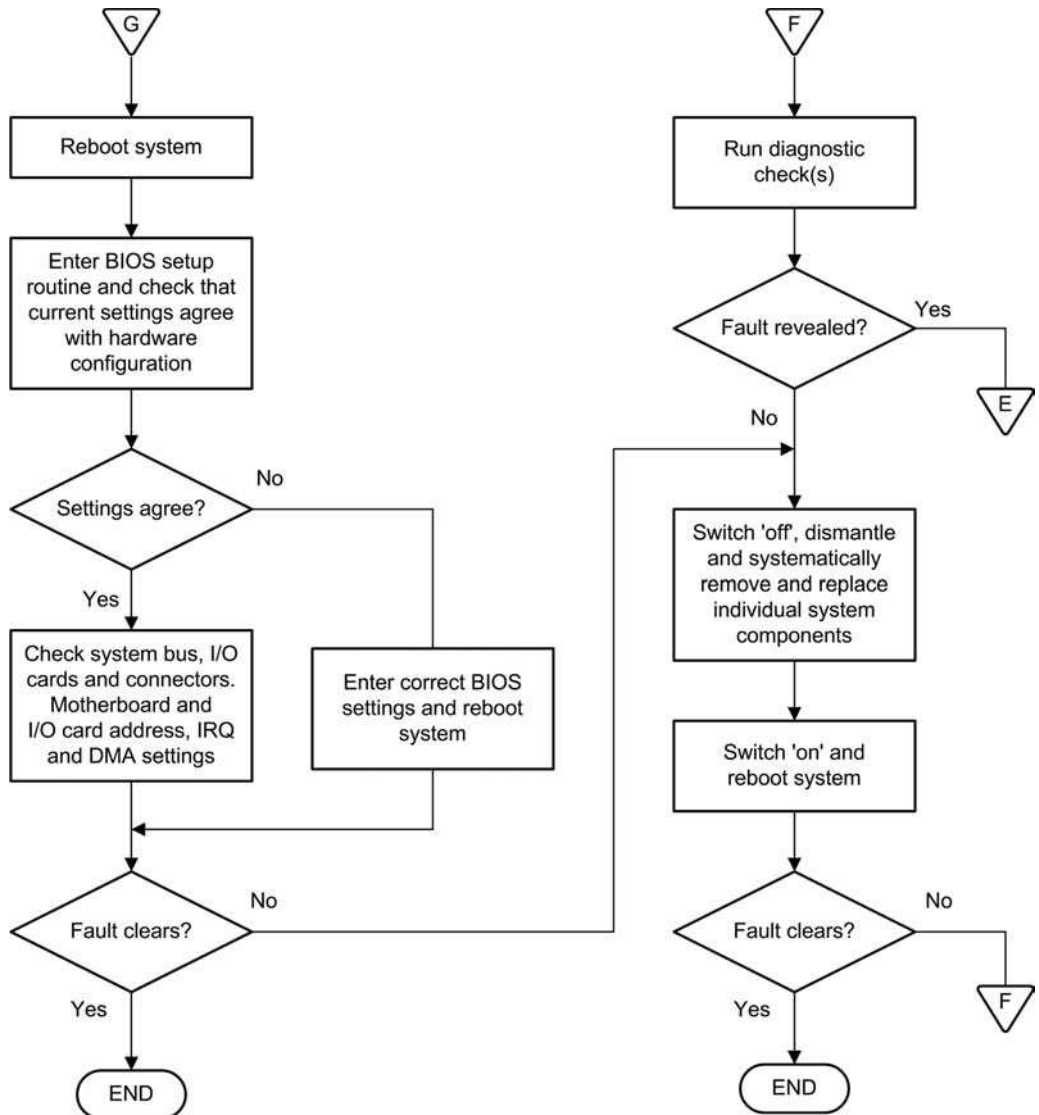 G
Reboot system
Enter BIOS setup
routine and check that
current settings agree
with hardware
configuration
Settings agree?
No
Yes
Check system bus, I/O
cards and connectors.
Motherboard and
I/O card address, IRQ
and DMA settings
Enter correct BIOS
settings and reboot
system
Fault clears?
No
Yes
END
F
Run diagnostic
check(s)
Fault revealed?
Yes
E
No
Switch 'off', dismantle
and systematically
remove and replace
individual system
components
Switch 'on' and
reboot system
Fault clears?
No
F
Yes
END